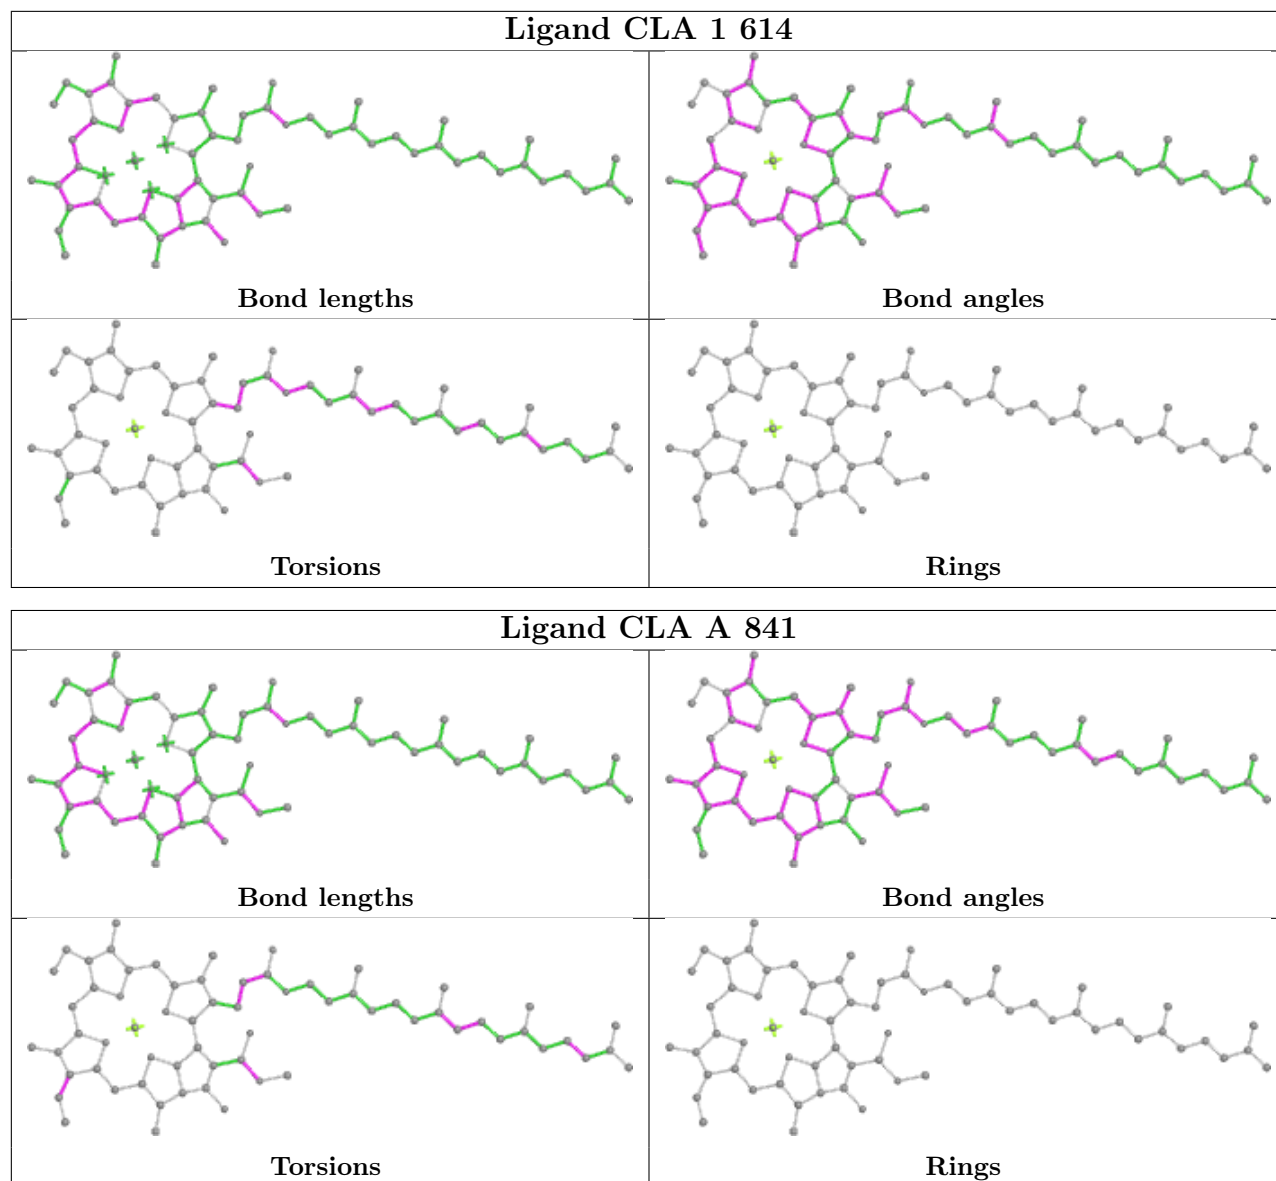 Ligand CLA 1 614
Bond lengths
Bond angles
Torsions
Rings
Ligand CLA A 841
Bond lengths
Bond angles
Torsions
Rings